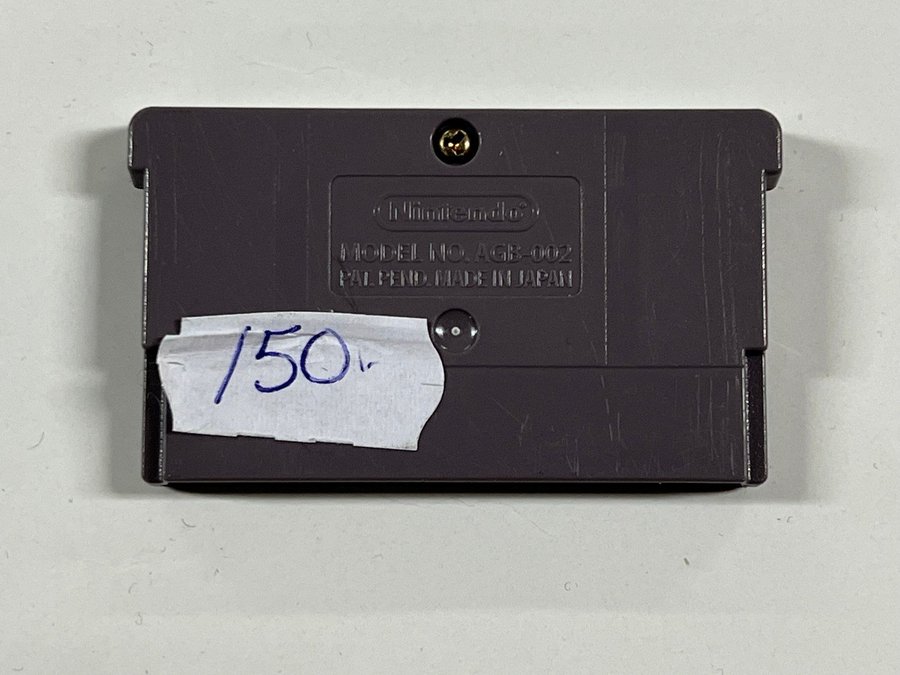 Nintendo®
MODEL NO. AGB-002
PAT. PEND. MADE IN JAPAN
150,-